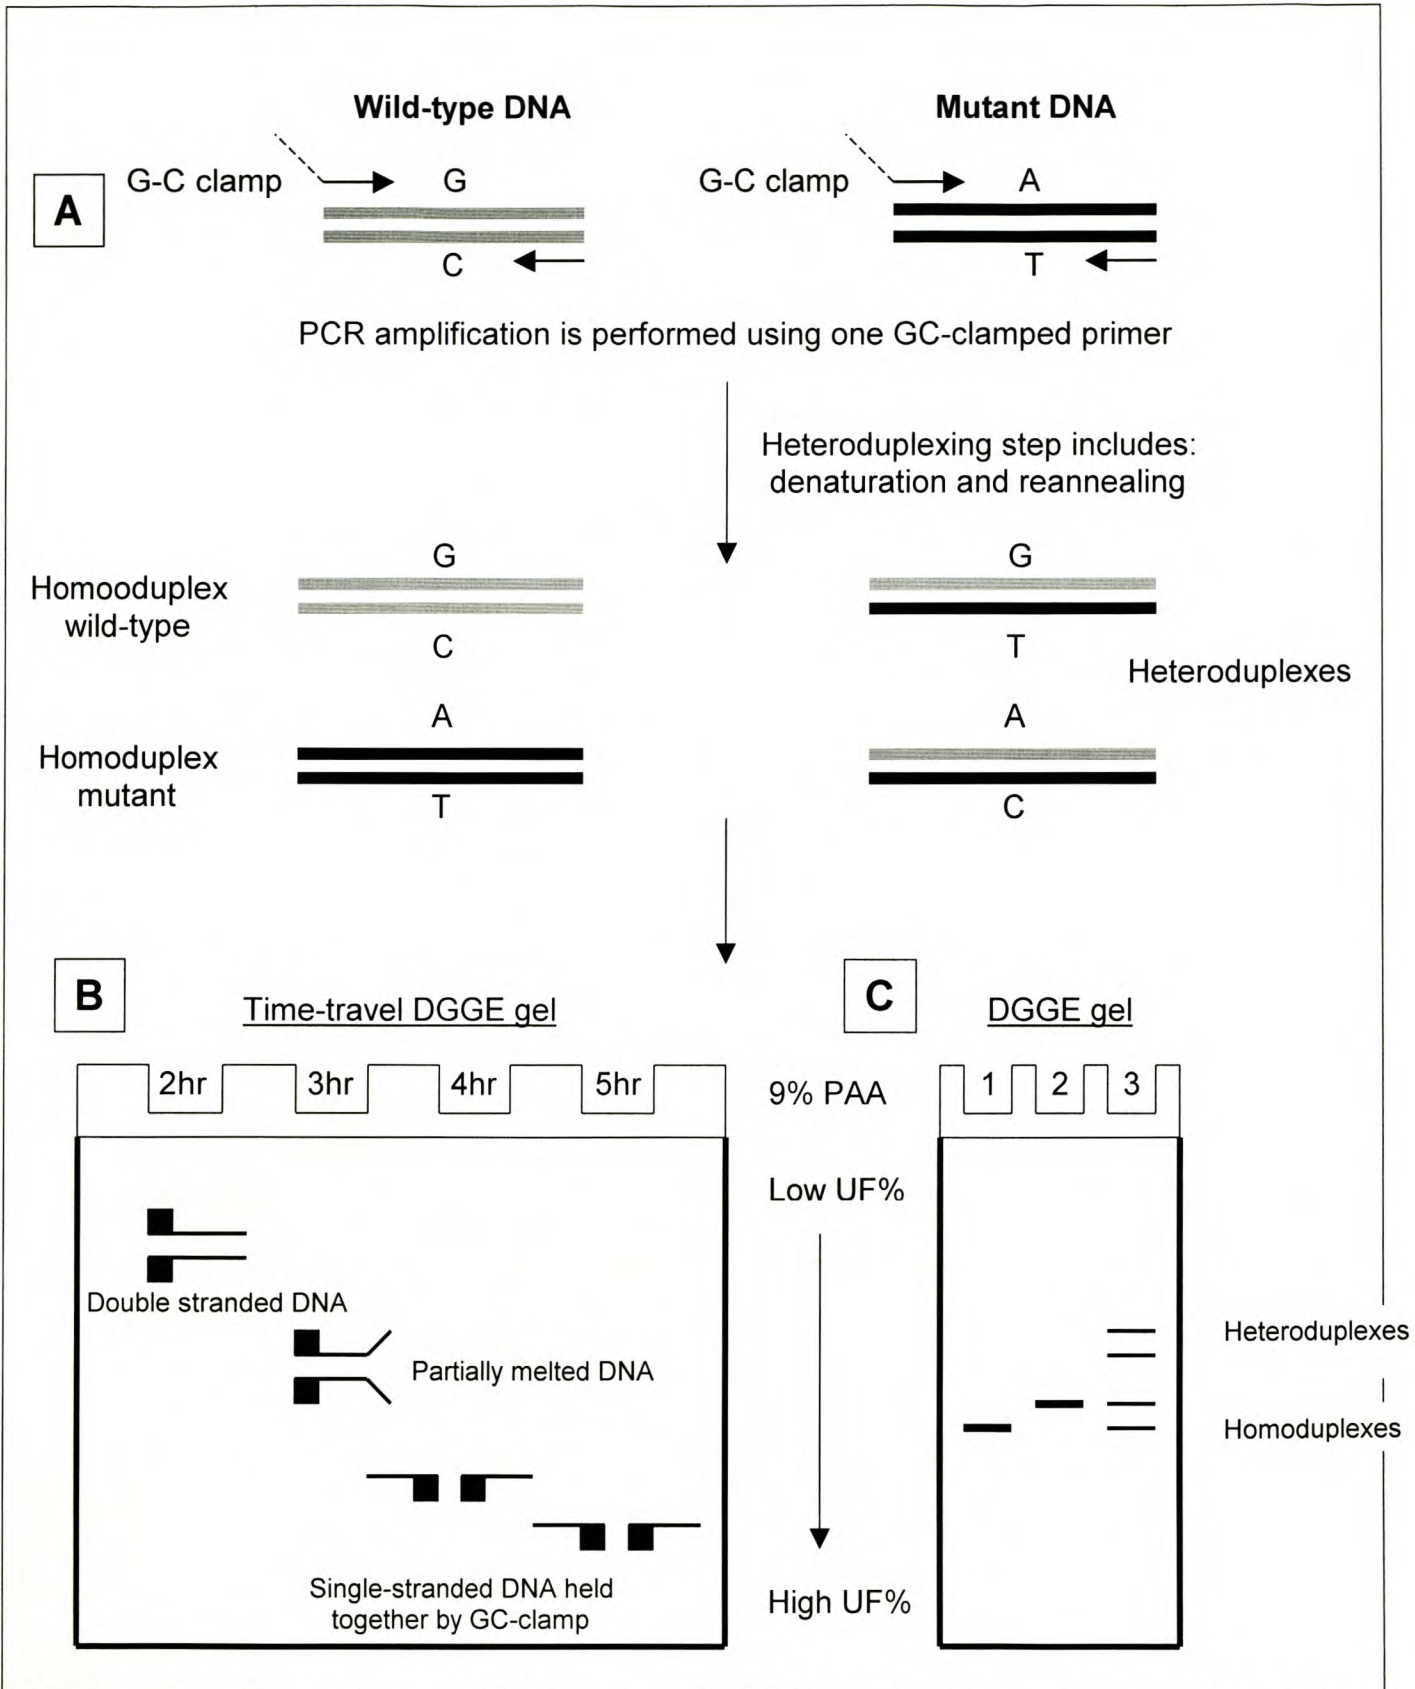 Wild-type DNA
Mutant DNA
A
G-C clamp
G
C
G-C clamp
A
T
PCR amplification is performed using one GC-clamped primer
Heteroduplexing step includes:
denaturation and reannealing
Homooduplex
wild-type
G
C
G
T
Heteroduplexes
Homoduplex
mutant
A
T
A
C
B
Time-travel DGGE gel
2hr
3hr
4hr
5hr
Double stranded DNA
Partially melted DNA
Single-stranded DNA held
together by GC-clamp
9% PAA
Low UF%
High UF%
C
DGGE gel
1
2
3
Heteroduplexes
Homoduplexes